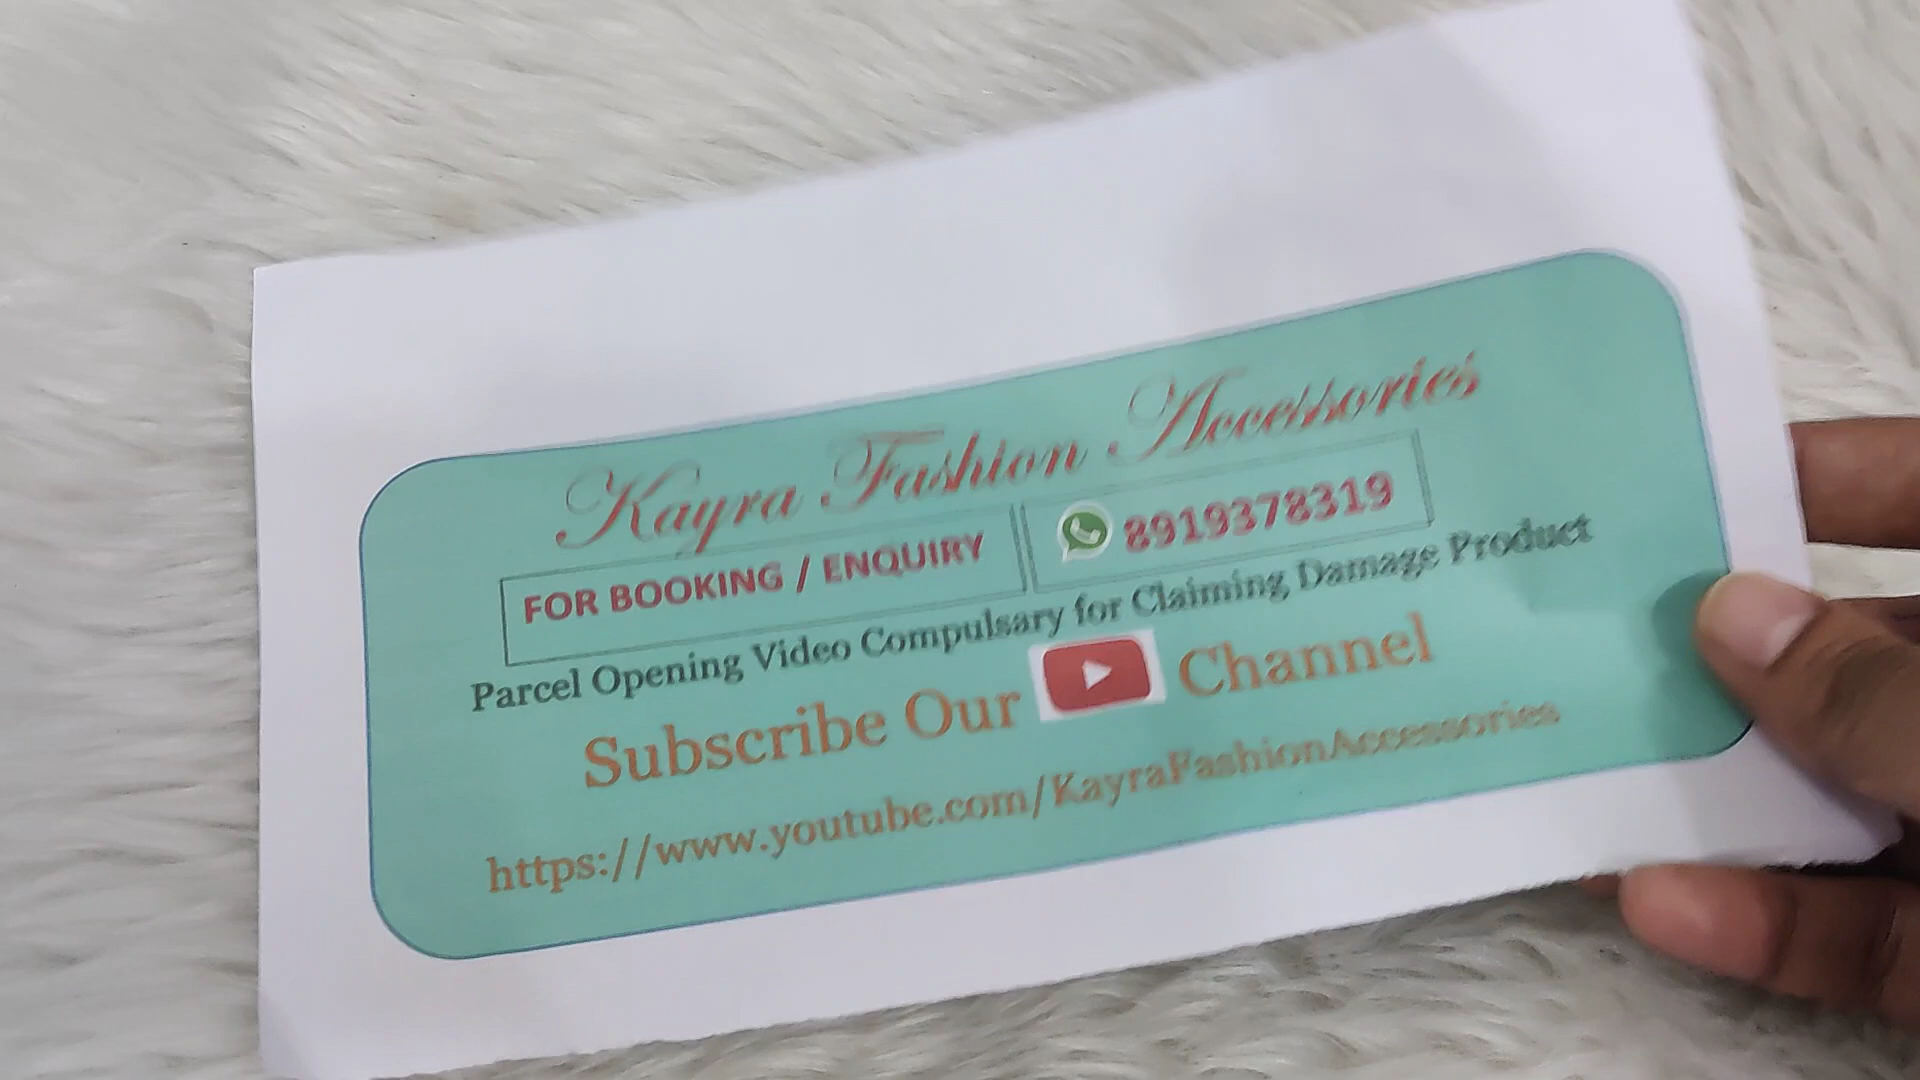 Kayra Fashion Accessories
FOR BOOKING / ENQUIRY 8919378319
Parcel Opening Video Compulsary for Claiming Damage Product
Subscribe Our Channel
https://www.youtube.com/KayraFashionAccessories